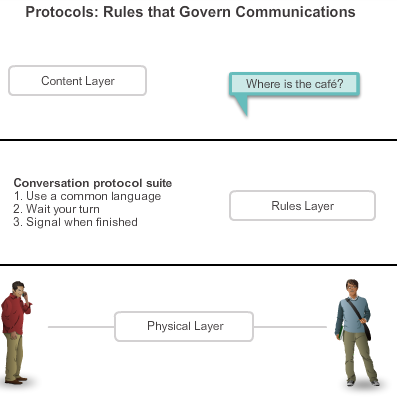 Protocols: Rules that Govern Communications
Content Layer
Where is the café?
Conversation protocol suite
1. Use a common language
2. Wait your turn
3. Signal when finished
Rules Layer
Physical Layer